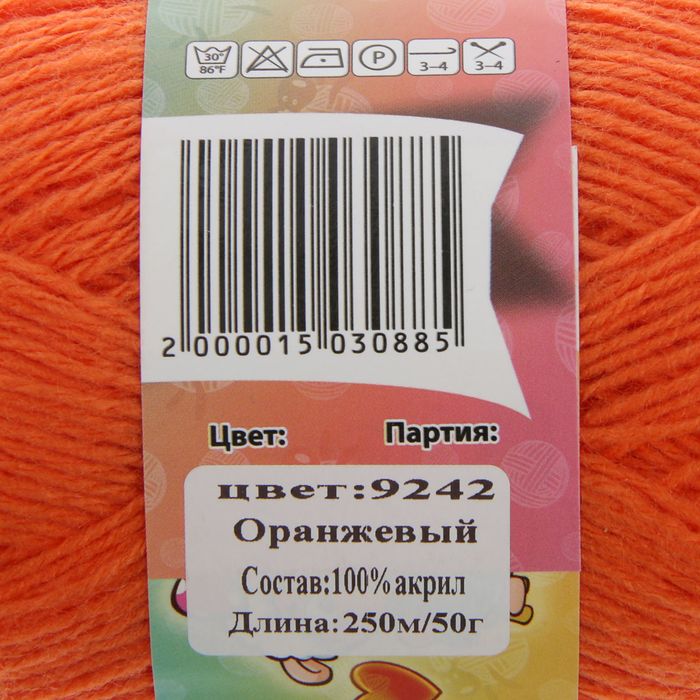 30° P 3–4 3–4
86°F
2 000015 030885
Цвет: Партия:
цвет:9242
Оранжевый
Состав:100% акрил
Длина:250м/50г